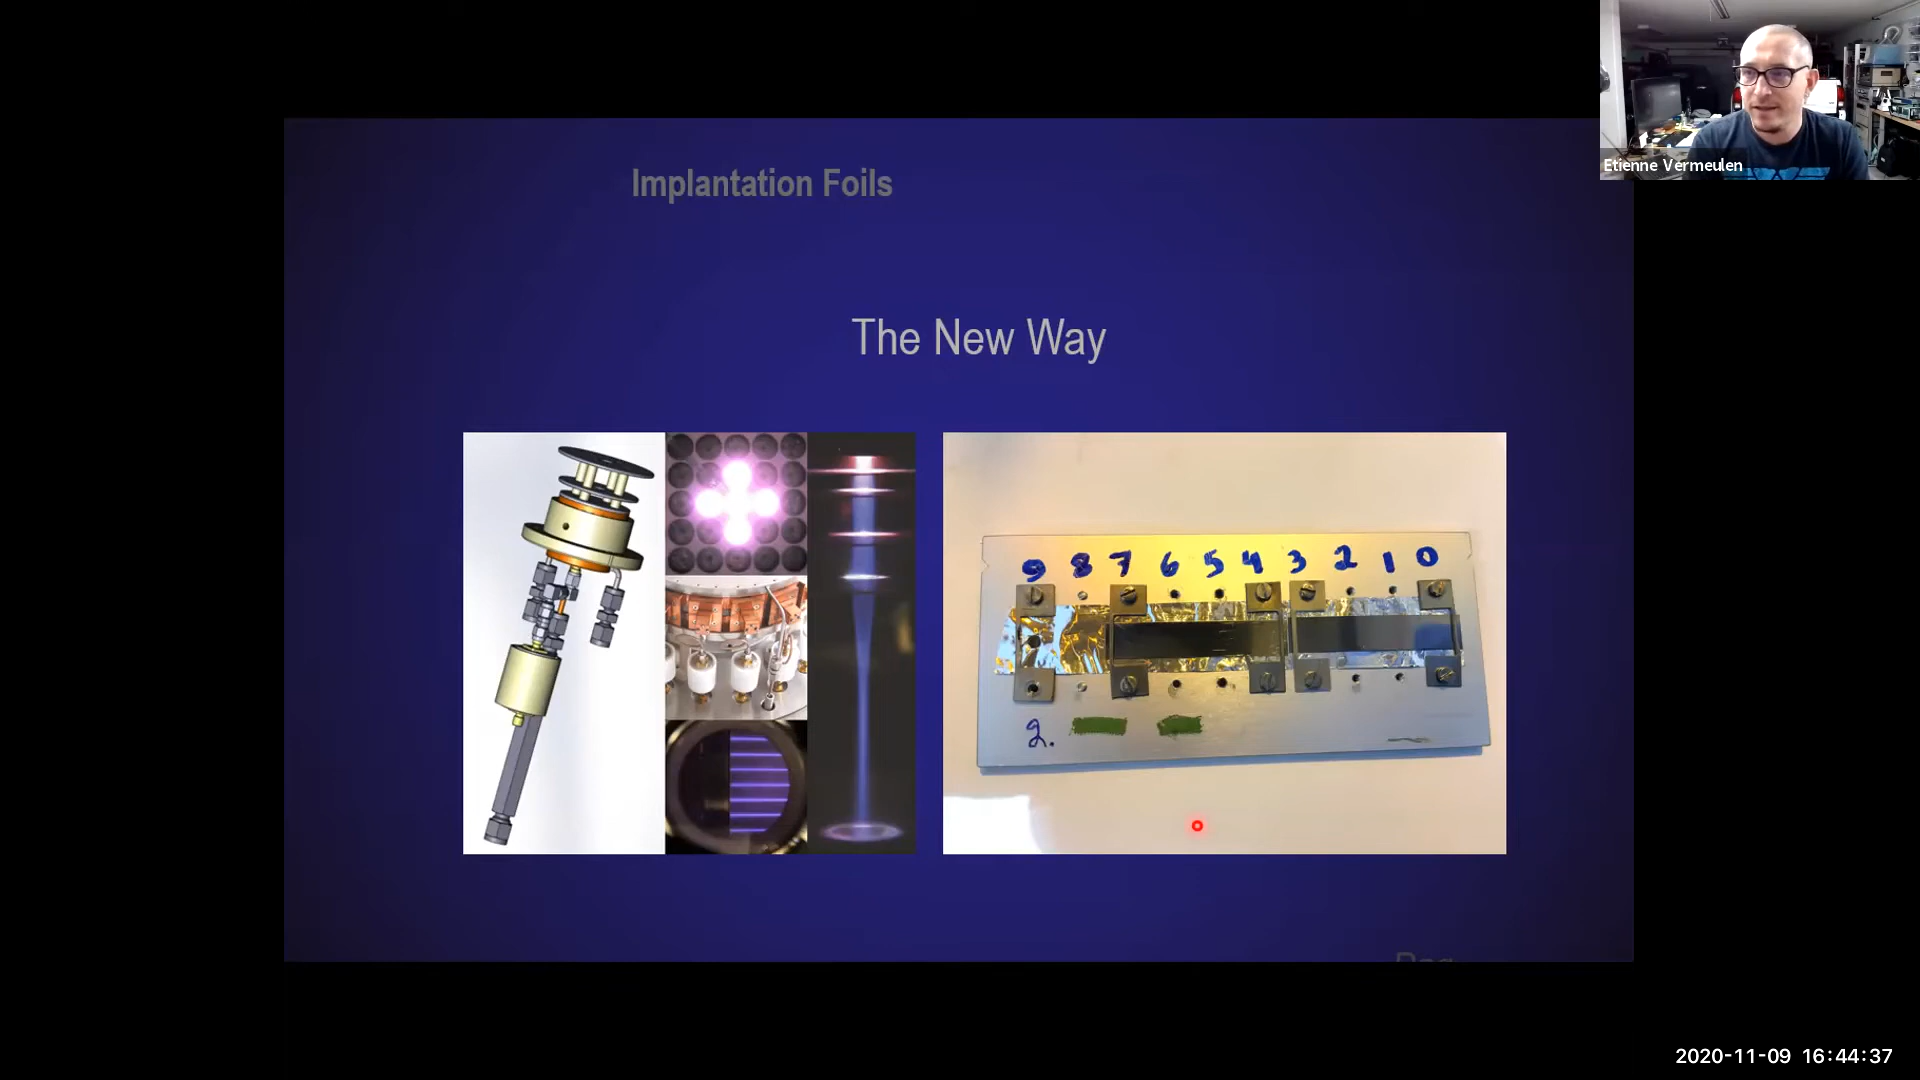 Etienne Vermeulen
Implantation Foils
The New Way
9 8 7 6 5 4 3 2 1 0
2.
2020-11-09 16:44:37